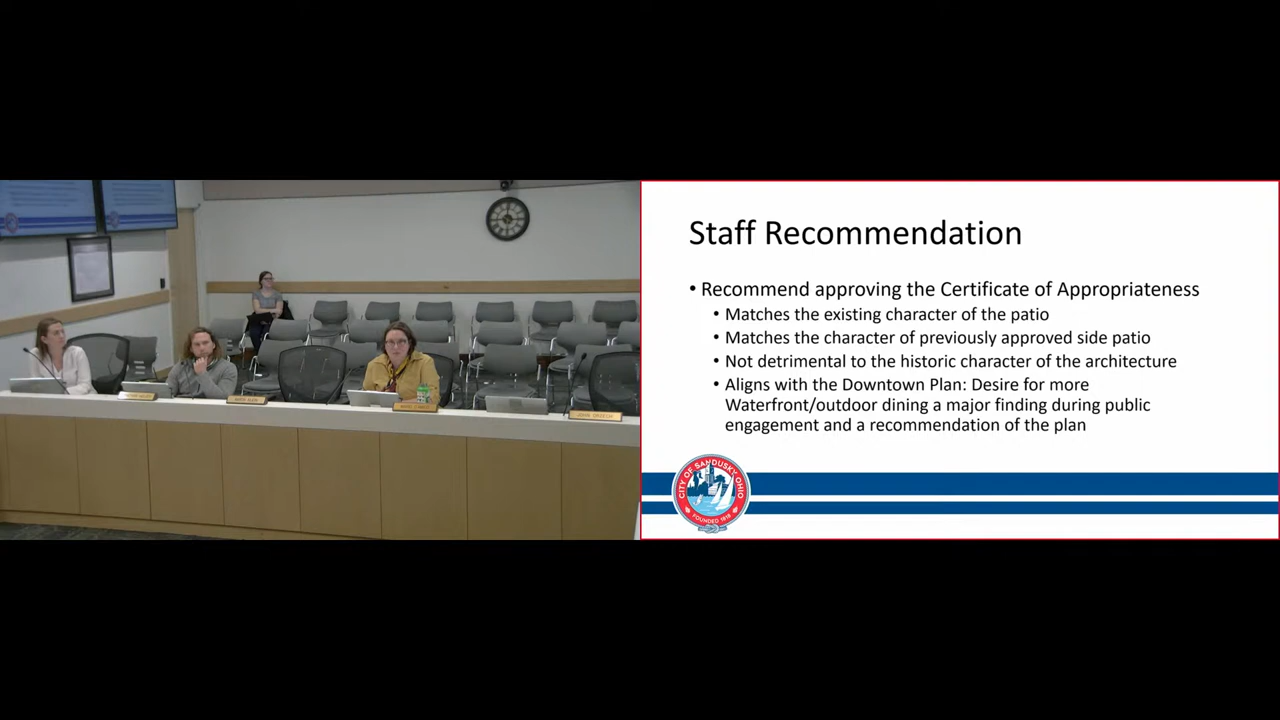 Staff Recommendation
• Recommend approving the Certificate of Appropriateness
• Matches the existing character of the patio
• Matches the character of previously approved side patio
• Not detrimental to the historic character of the architecture
• Aligns with the Downtown Plan: Desire for more
Waterfront/outdoor dining a major finding during public
engagement and a recommendation of the plan
CITY OF SANDUSKY OHIO
FOUNDED 1818